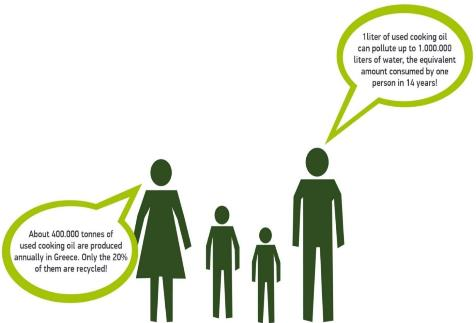 1liter of used cooking oil
can pollute up to 1.000.000
liters of water, the equivalent
amount consumed by one
person in 14 years!
About 400.000 tonnes of
used cooking oil are produced
annually in Greece. Only the 20%
of them are recycled!